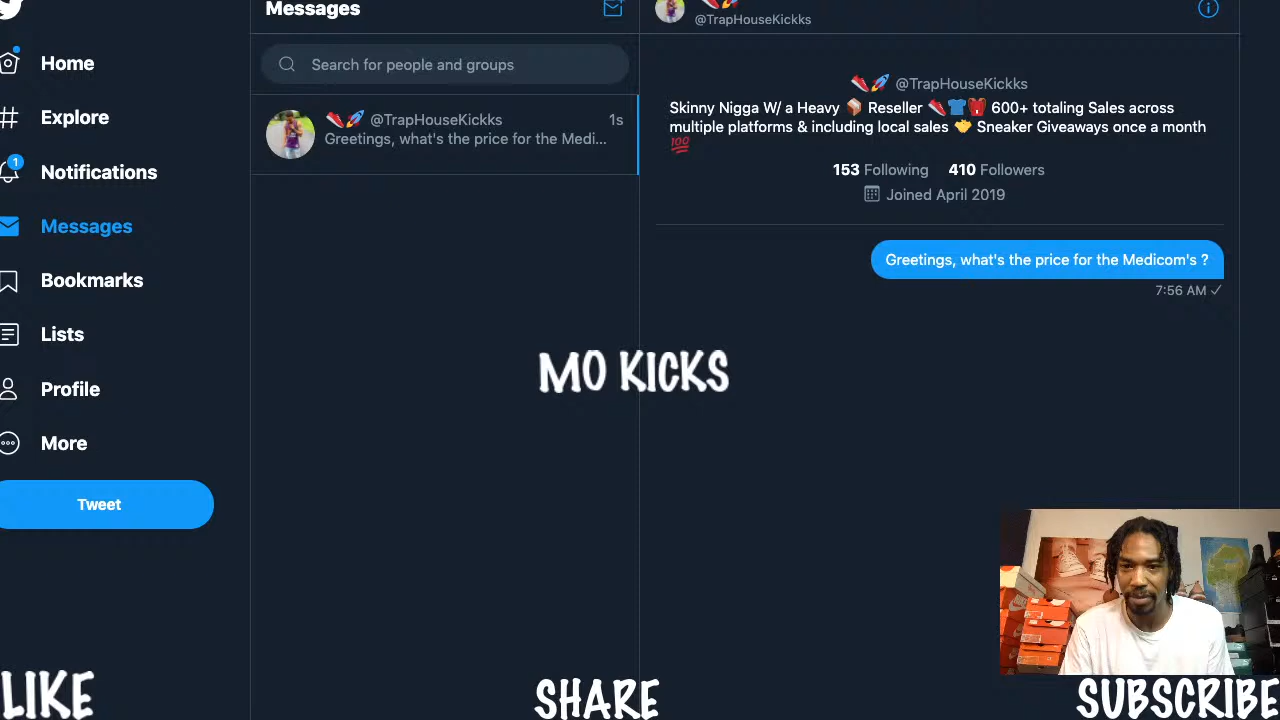 Messages
@TrapHouseKickks
Home
Search for people and groups
Explore
@TrapHouseKickks 1s
Greetings, what's the price for the Medi...
1
Notifications
Messages
Bookmarks
Lists
Profile
More
Tweet
@TrapHouseKickks
Skinny Nigga W/ a Heavy 📦 Reseller 👟👕🧥 600+ totaling Sales across
multiple platforms & including local sales 🤝 Sneaker Giveaways once a month
💯
153 Following 410 Followers
Joined April 2019
Greetings, what's the price for the Medicom's ?
7:56 AM ✓
MO KICKS
LIKE
SHARE
SUBSCRIBE